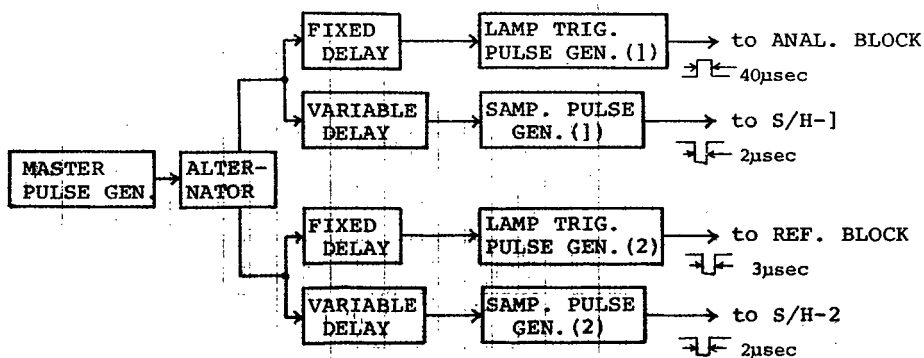 FIXED
DELAY
LAMP TRIG.
PULSE GEN.(1)
to ANAL. BLOCK
40μsec
VARIABLE
DELAY
SAMP. PULSE
GEN.(1)
to S/H-1
2μsec
MASTER
PULSE GEN.
ALTER-
NATOR
FIXED
DELAY
LAMP TRIG.
PULSE GEN.(2)
to REF. BLOCK
3μsec
VARIABLE
DELAY
SAMP. PULSE
GEN.(2)
to S/H-2
2μsec